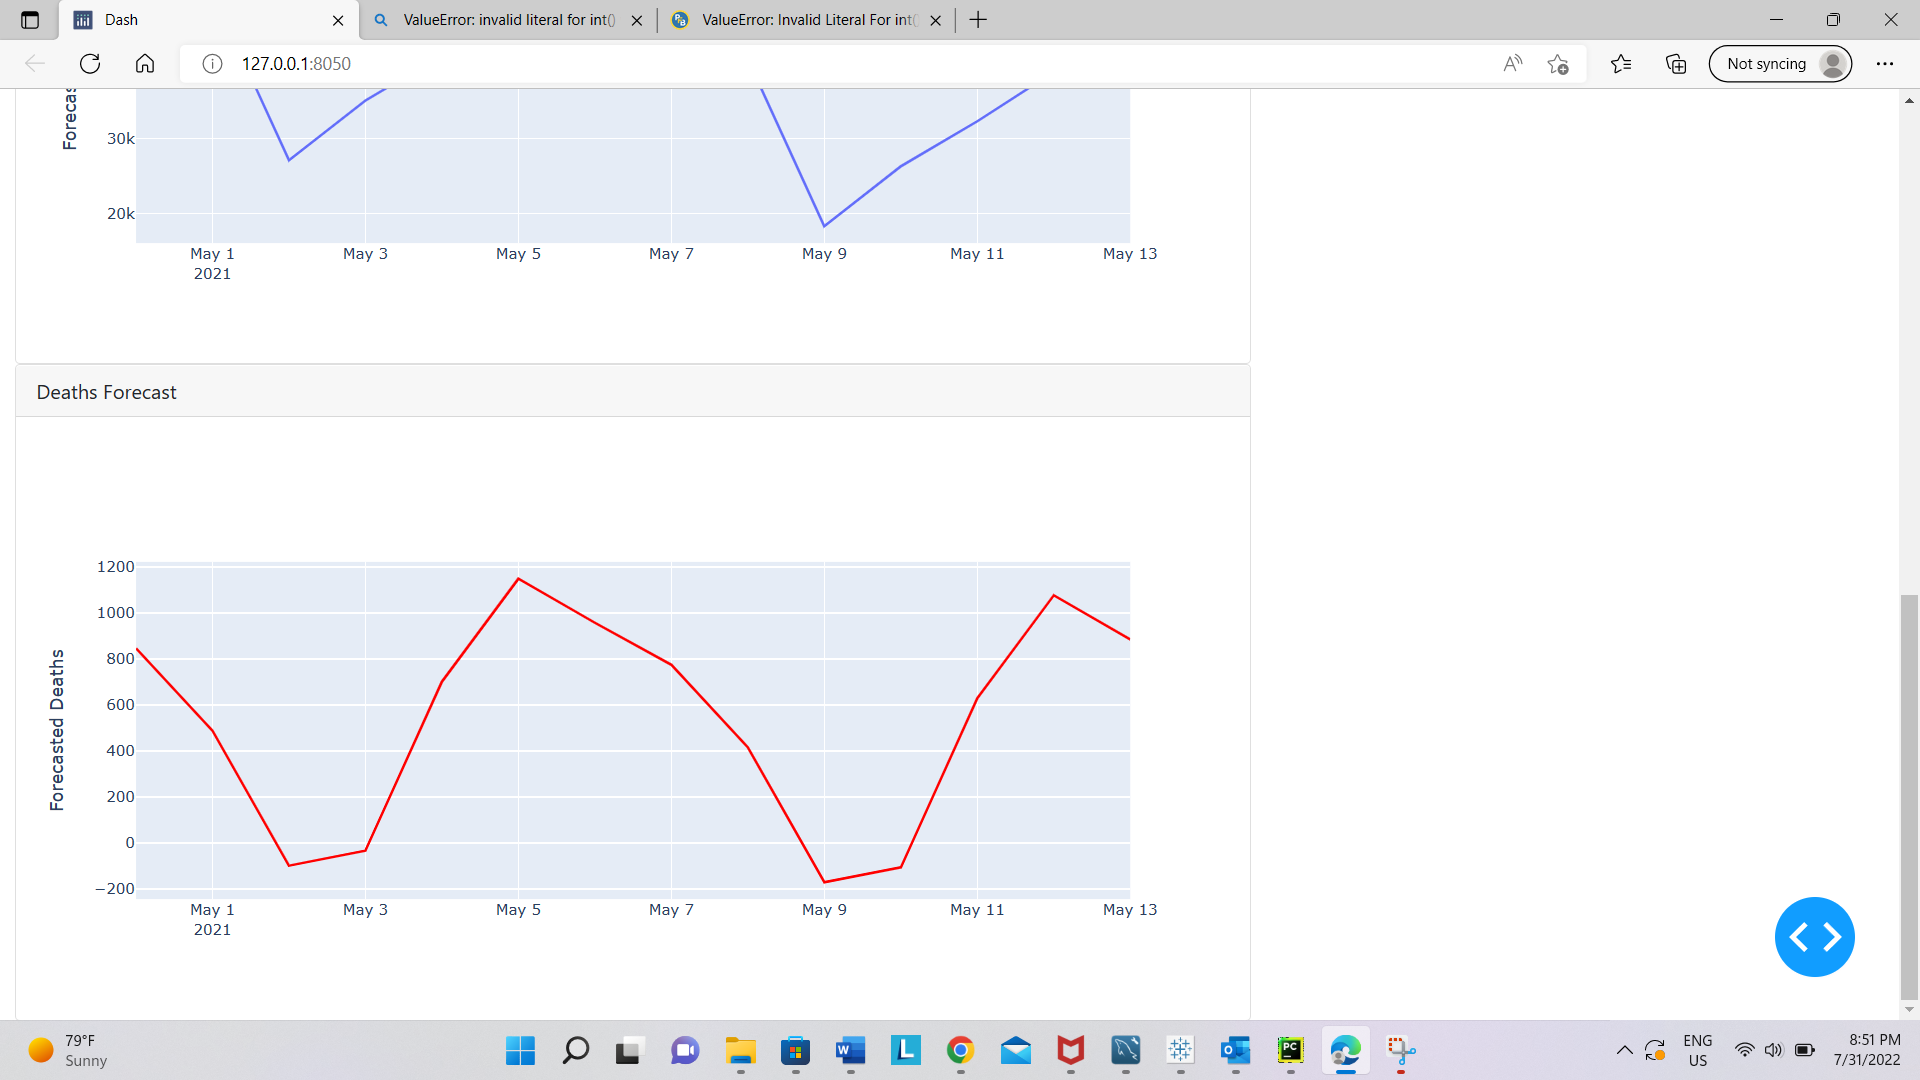 Dash
ValueError: invalid literal for int()
ValueError: Invalid Literal For int(
127.0.0.1:8050
Not syncing
30k
20k
May 1
2021
May 3
May 5
May 7
May 9
May 11
May 13
Deaths Forecast
Forecasted Deaths
1200
1000
800
600
400
200
0
−200
May 1
2021
May 3
May 5
May 7
May 9
May 11
May 13
79°F
Sunny
W
L
PC
ENG
US
8:51 PM
7/31/2022